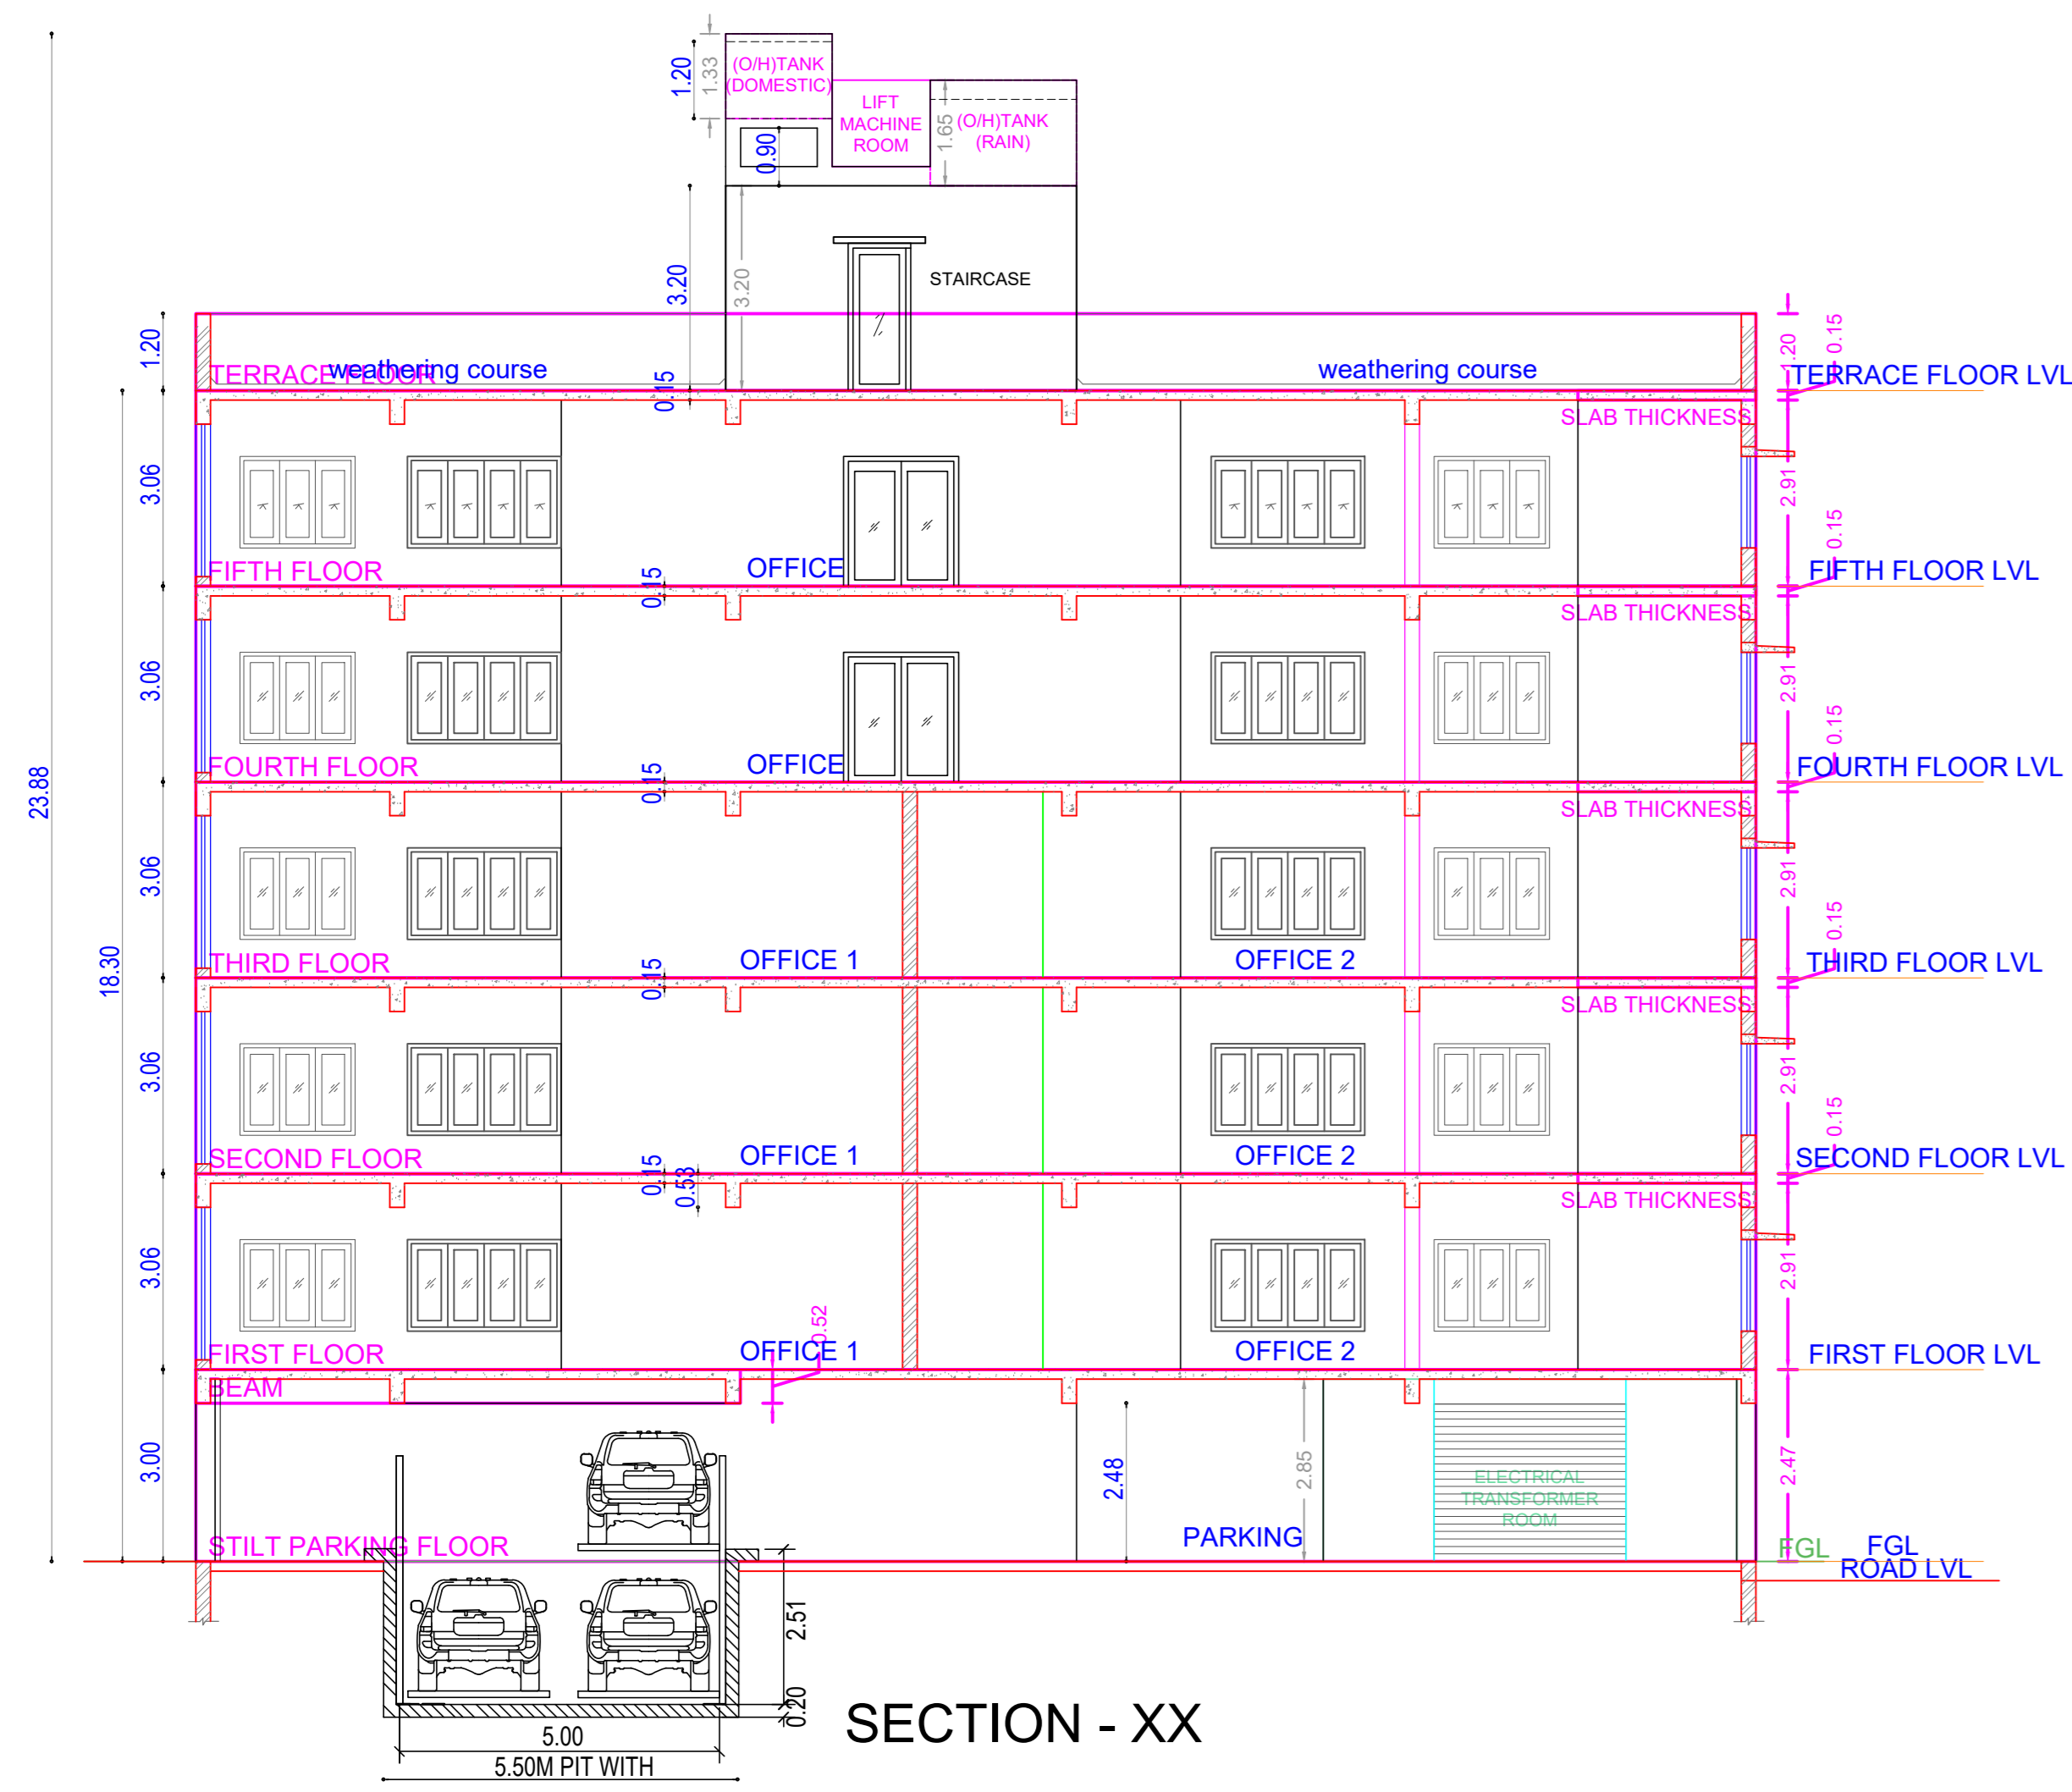 1.20
1.33
(O/H)TANK
(DOMESTIC)
LIFT
MACHINE
ROOM
1.65
(O/H)TANK
(RAIN)
0.90
3.20
3.20
STAIRCASE
1.20
TERRACE FLOOR
weathering course
0.15
weathering course
1.20
0.15
TERRACE FLOOR LVL
SLAB THICKNESS
3.06
2.91
0.15
FIFTH FLOOR
OFFICE
0.15
FIFTH FLOOR LVL
SLAB THICKNESS
3.06
2.91
0.15
FOURTH FLOOR
OFFICE
0.15
FOURTH FLOOR LVL
SLAB THICKNESS
23.88
3.06
2.91
0.15
18.30
THIRD FLOOR
OFFICE 1
OFFICE 2
0.15
THIRD FLOOR LVL
SLAB THICKNESS
3.06
2.91
0.15
SECOND FLOOR
OFFICE 1
OFFICE 2
0.15
0.53
SECOND FLOOR LVL
SLAB THICKNESS
3.06
2.91
0.52
FIRST FLOOR
OFFICE 1
OFFICE 2
FIRST FLOOR LVL
BEAM
3.00
2.48
2.85
2.47
ELECTRICAL
TRANSFORMER
ROOM
STILT PARKING FLOOR
PARKING
FGL
FGL
ROAD LVL
2.51
0.20
5.00
5.50M PIT WITH
SECTION - XX